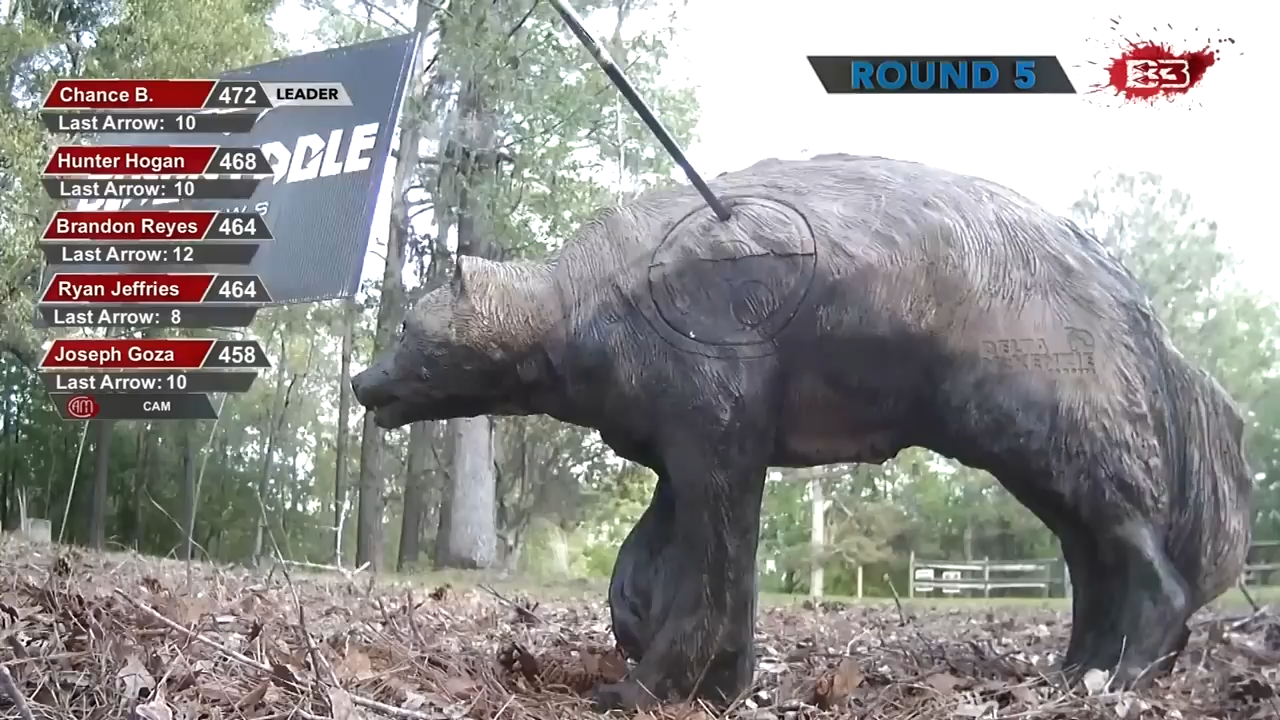 Chance B. 472 LEADER
Last Arrow: 10
Hunter Hogan 468
Last Arrow: 10
Brandon Reyes 464
Last Arrow: 12
Ryan Jeffries 464
Last Arrow: 8
Joseph Goza 458
Last Arrow: 10
AM CAM
ROUND 5
B3
DELTA
MCKENZIE